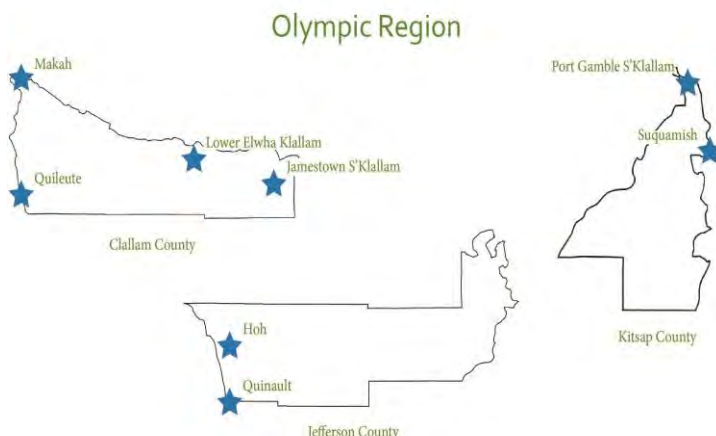 Olympic Region
Makah
Lower Elwha Klallam
Jamestown S'Klallam
Quileute
Clallam County
Port Gamble S'Klallam
Suquamish
Kitsap County
Hoh
Quinault
Jefferson County